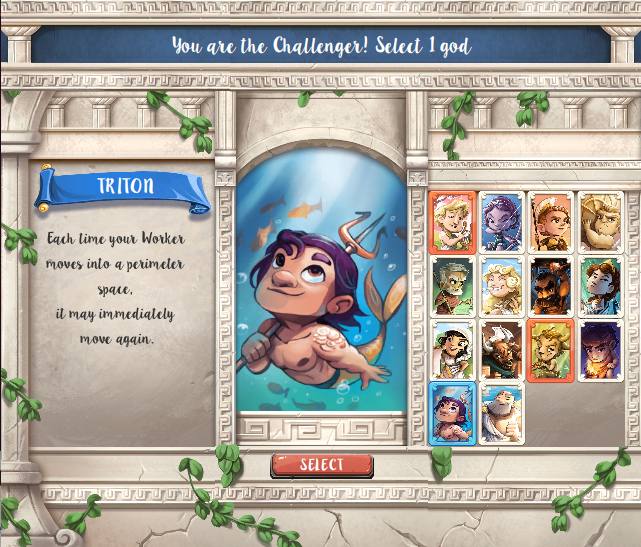 You are the Challenger! Select 1 god
TRITON
Each time your Worker
moves into a perimeter
space,
it may immediately
move again.
SELECT